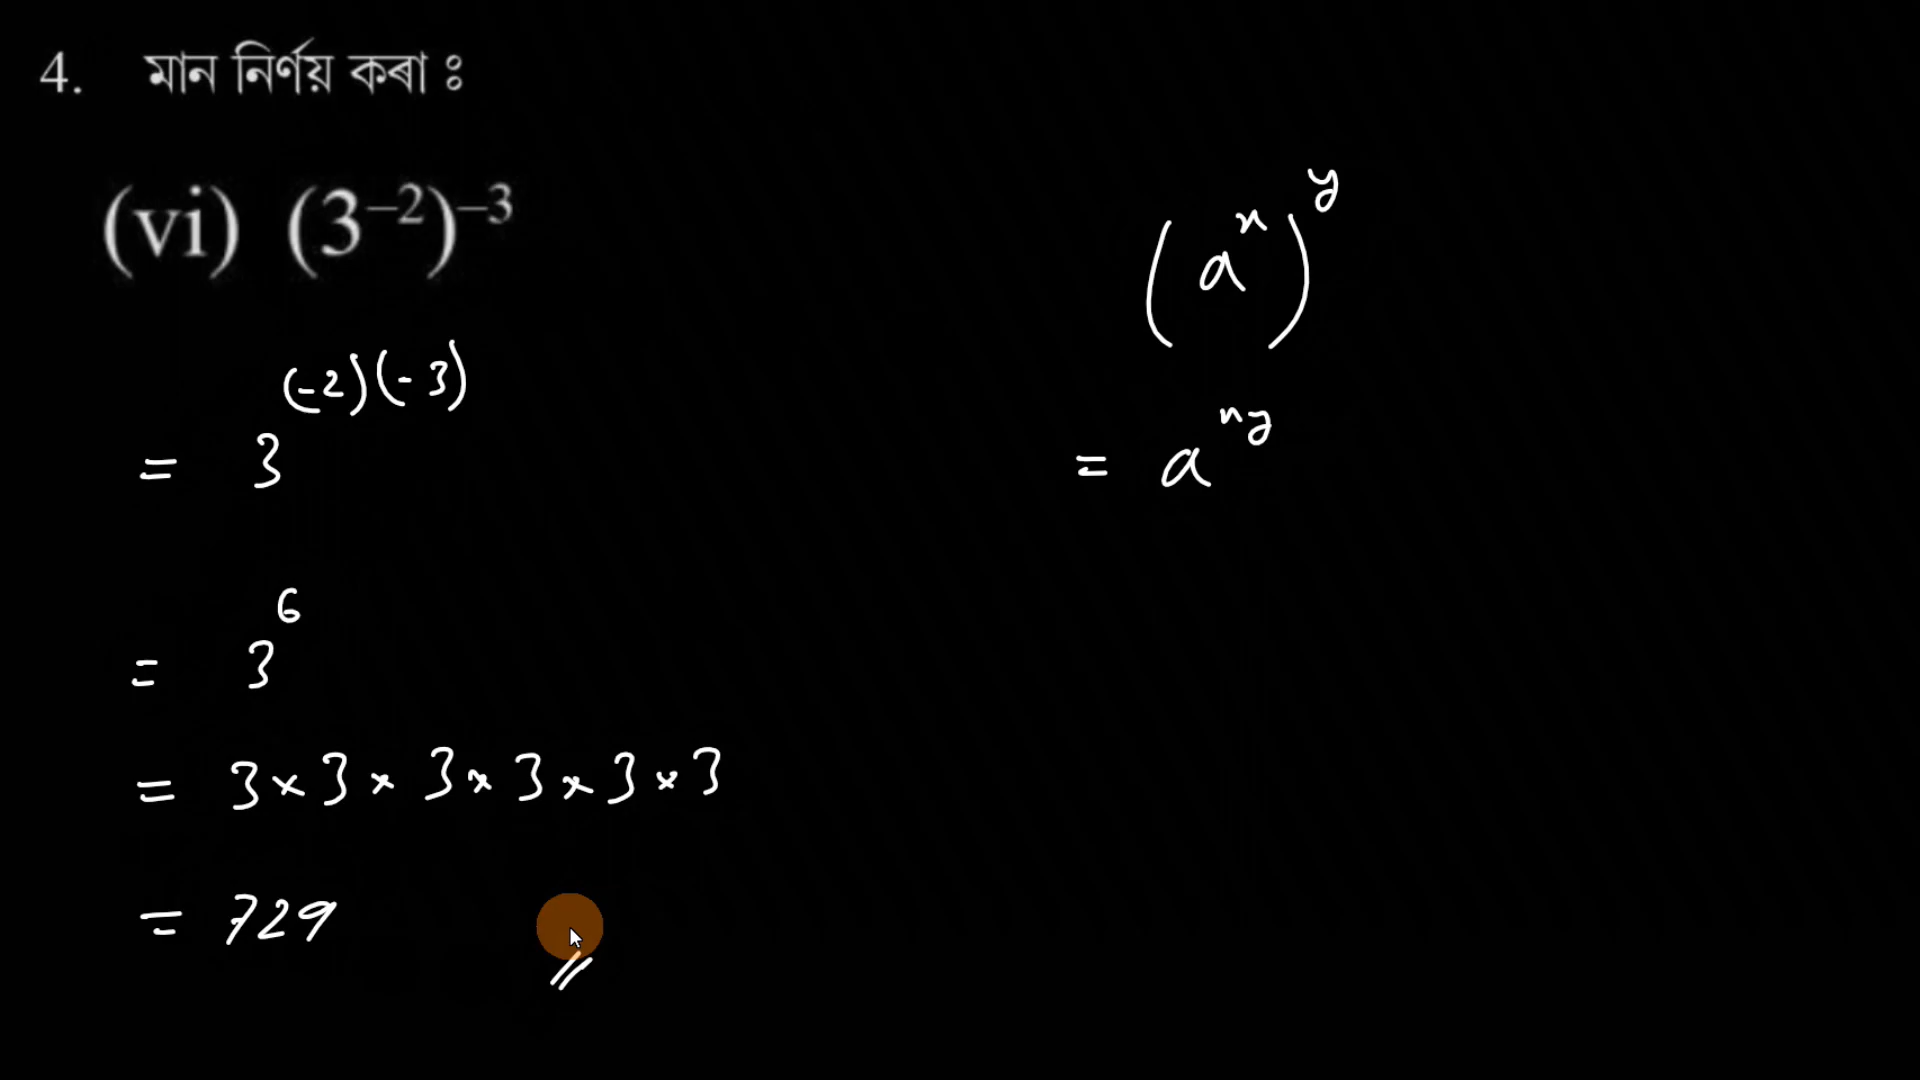 4. মান নির্ণয় কৰা ঃ
(vi) (3⁻²)⁻³
= 3⁽⁻²⁾⁽⁻³⁾
= 3⁶
= 3 × 3 × 3 × 3 × 3 × 3
= 729
(aˣ)ʸ
= aˣʸ